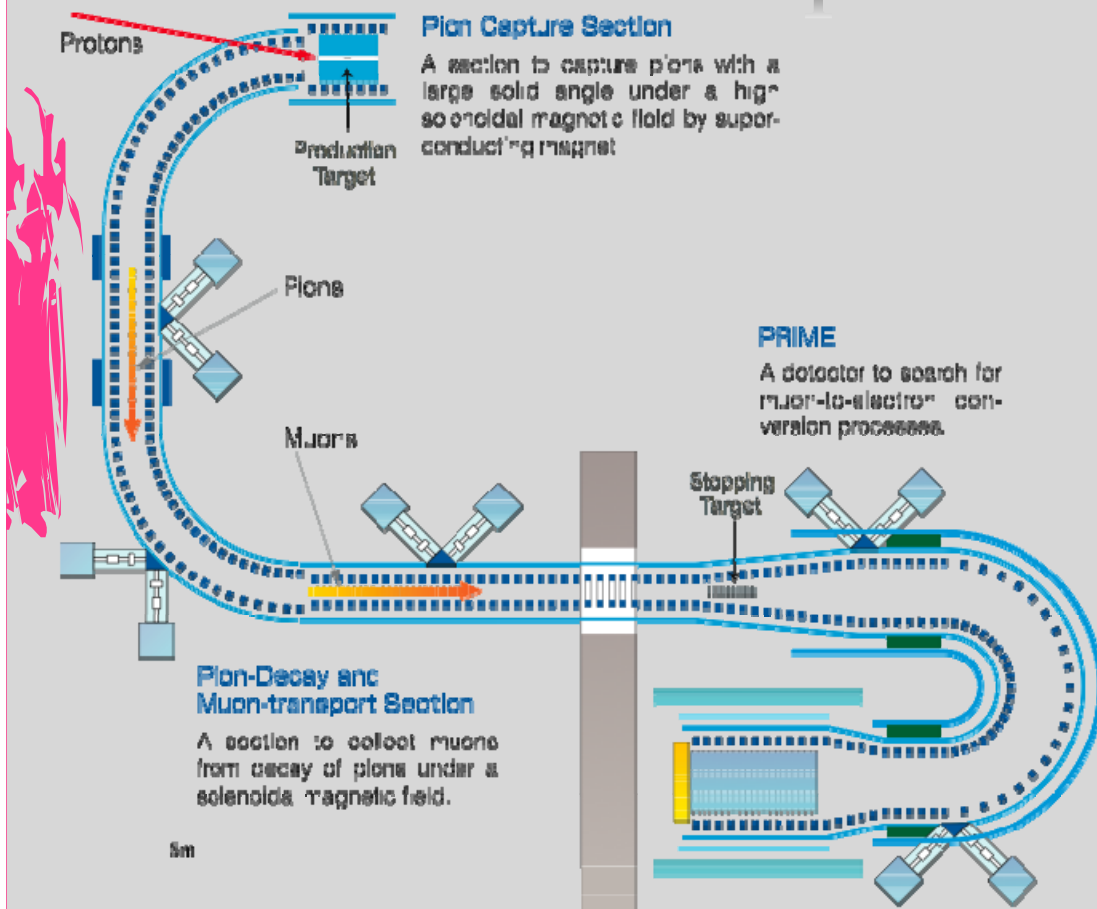 Protons
Pion Capture Section
A section to capture pions with a
large solid angle under a high
solenoidal magnetic field by super-
conducting magnet
Production
Target
Pions
PRIME
A detector to search for
muon-to-electron con-
version processes.
Muons
Stopping
Target
Pion-Decay and
Muon-transport Section
A section to collect muons
from decay of pions under a
solenoidal magnetic field.
5m